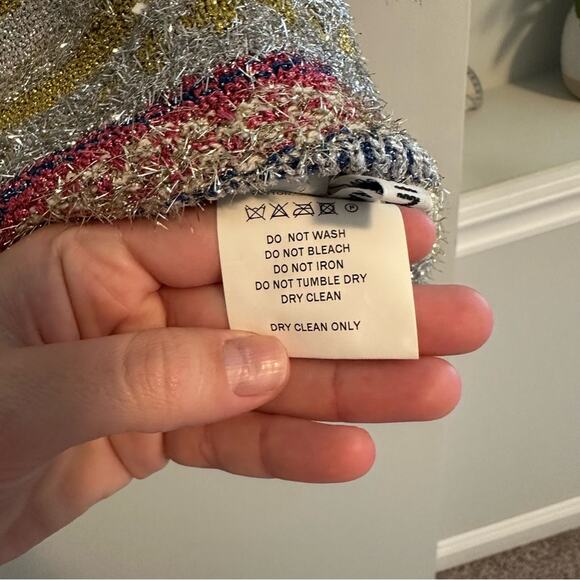 P
DO NOT WASH
DO NOT BLEACH
DO NOT IRON
DO NOT TUMBLE DRY
DRY CLEAN
DRY CLEAN ONLY